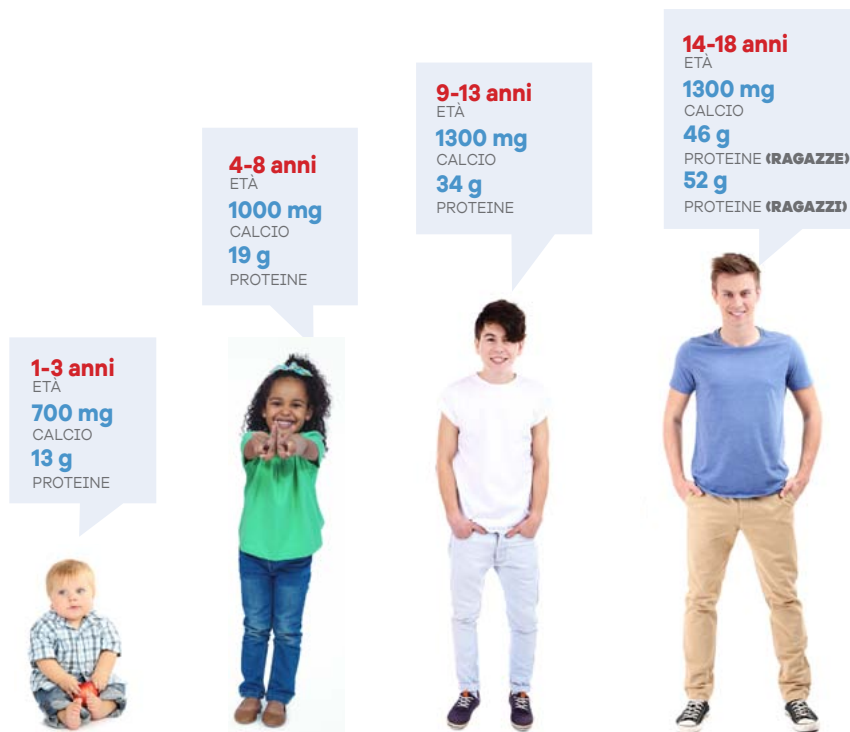 1-3 anni
ETÀ
700 mg
CALCIO
13 g
PROTEINE
4-8 anni
ETÀ
1000 mg
CALCIO
19 g
PROTEINE
9-13 anni
ETÀ
1300 mg
CALCIO
34 g
PROTEINE
14-18 anni
ETÀ
1300 mg
CALCIO
46 g
PROTEINE (RAGAZZE)
52 g
PROTEINE (RAGAZZI)